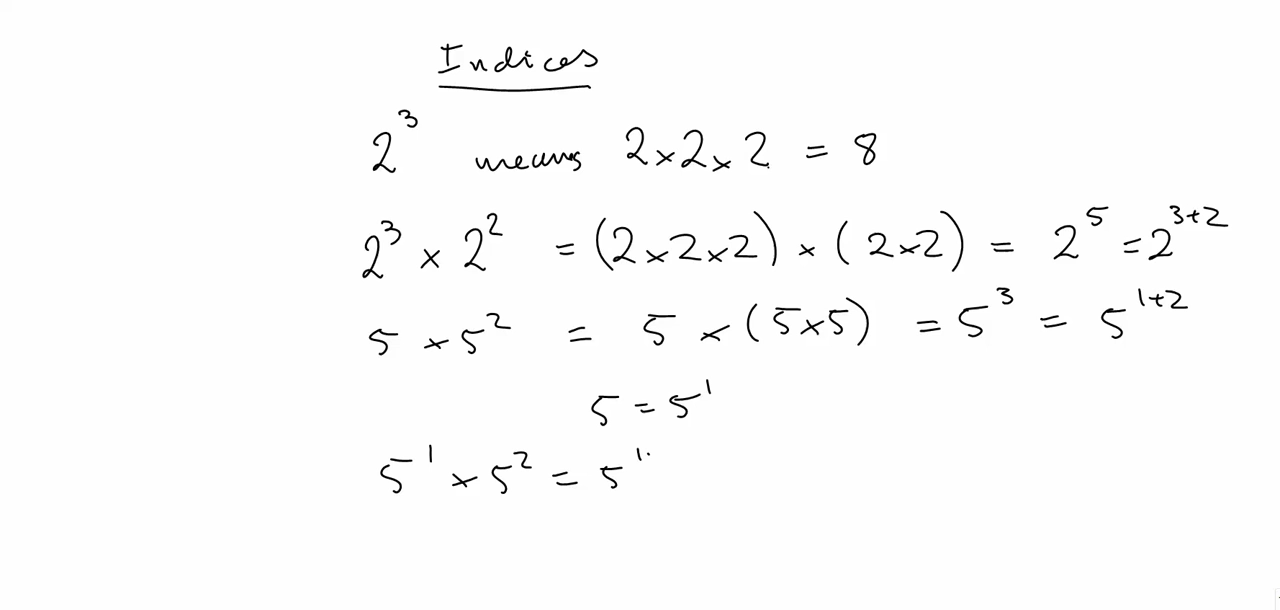 Indices
2³ means 2×2×2 = 8
2³ × 2² = (2×2×2) × (2×2) = 2⁵ = 2³⁺²
5 × 5² = 5 × (5×5) = 5³ = 5¹⁺²
5 = 5¹
5¹ × 5² = 5¹